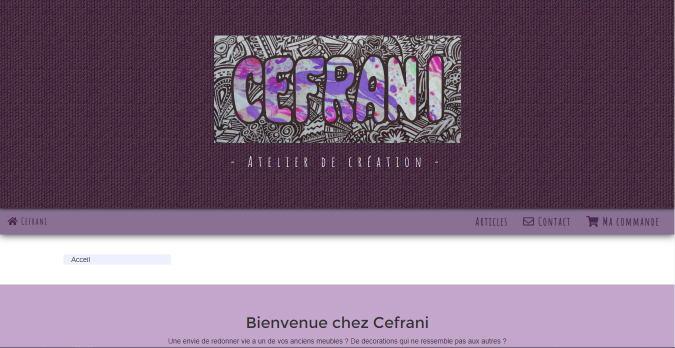 CEFRANI
- Atelier de création -
Cefrani
Articles
Contact
Ma commande
Acceil
Bienvenue chez Cefrani
Une envie de redonner vie a un de vos anciens meubles ? De decorations qui ne ressemble pas aux autres ?